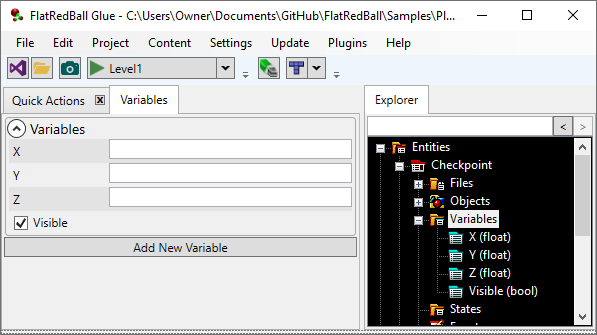 FlatRedBall Glue - C:\Users\Owner\Documents\GitHub\FlatRedBall\Samples\Pl...
File Edit Project Content Settings Update Plugins Help
Level1
Quick Actions Variables
Variables
X
Y
Z
Visible
Add New Variable
Explorer
< >
Entities
Checkpoint
Files
Objects
Variables
X (float)
Y (float)
Z (float)
Visible (bool)
States